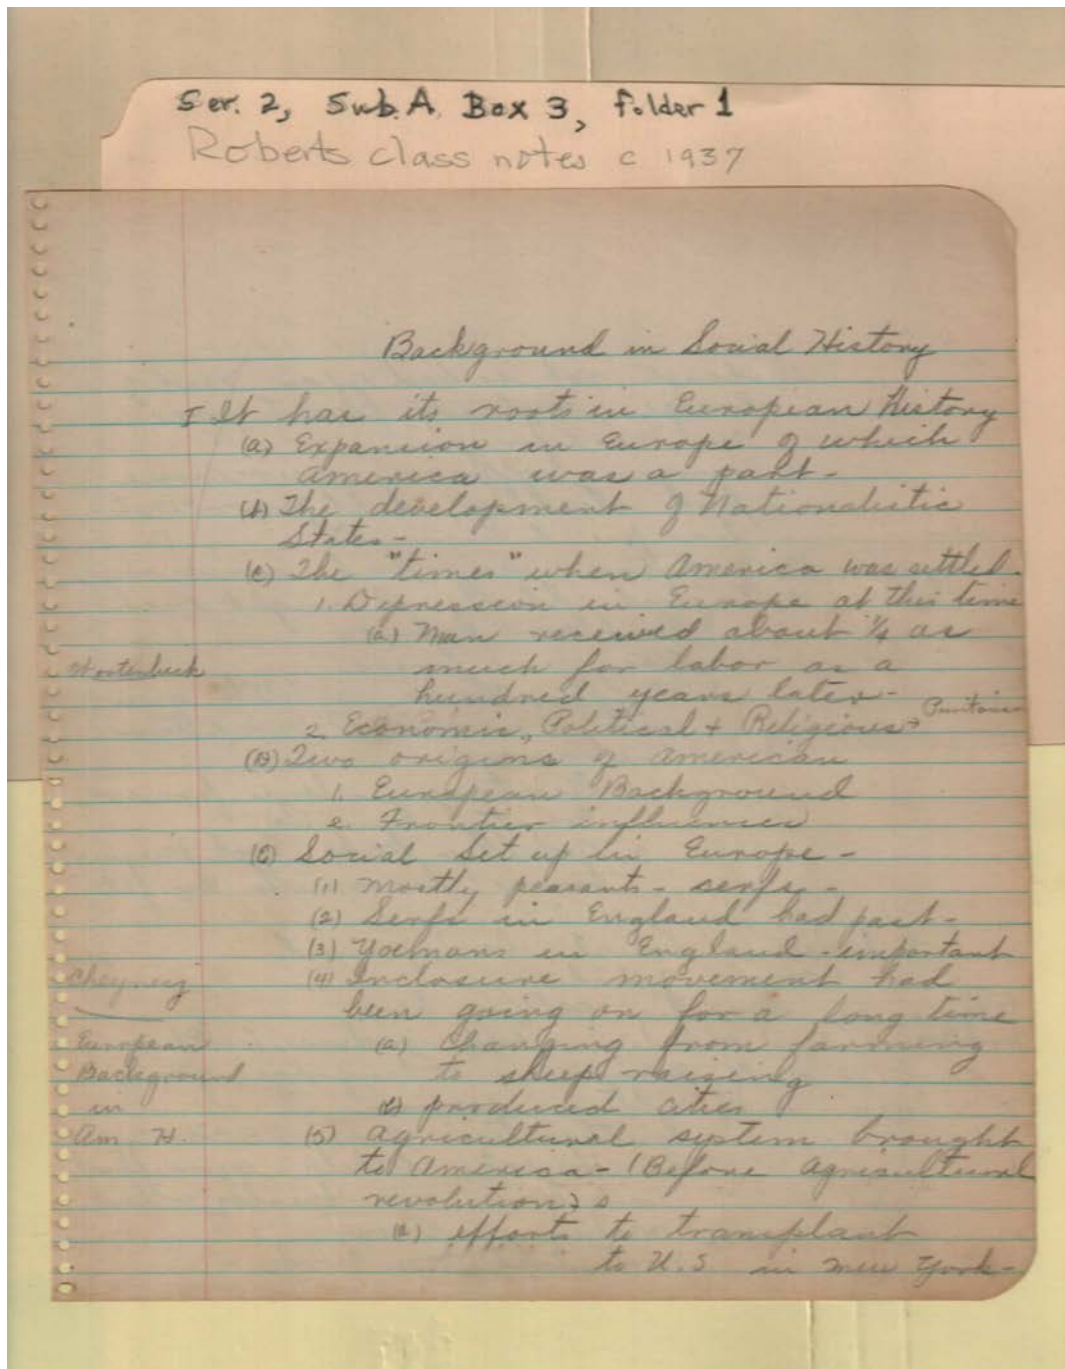 Ser. 2, Sub. A. Box 3, Folder 1
Roberts class notes c 1937
Background in Social History
I It has its roots in European History
(a) Expansion in Europe of which
America was a part-
(b) The development of Nationalistic
States-
(c) The "times" when America was settled.
1. Depression in Europe at this time
(a) Man received about 1/4 as
much for labor as a
hundred years later-
2. Economic, Political + Religious Puritans
(B) Two origins of American
1. European Background
2. Frontier influences
(C) Social Set up in Europe -
(1) Mostly peasants - serfs -
(2) Serfs in England had past-
(3) Yoemans in England - important
Cheyney
(4) Inclosure movement had
been going on for a long time
European
Background
in
Am H.
(a) Changing from farming
to sheep raising
(b) produced cities
(5) Agricultural system brought
to America - (Before Agricultural
revolution)
(a) efforts to transplant
to U.S in New York-